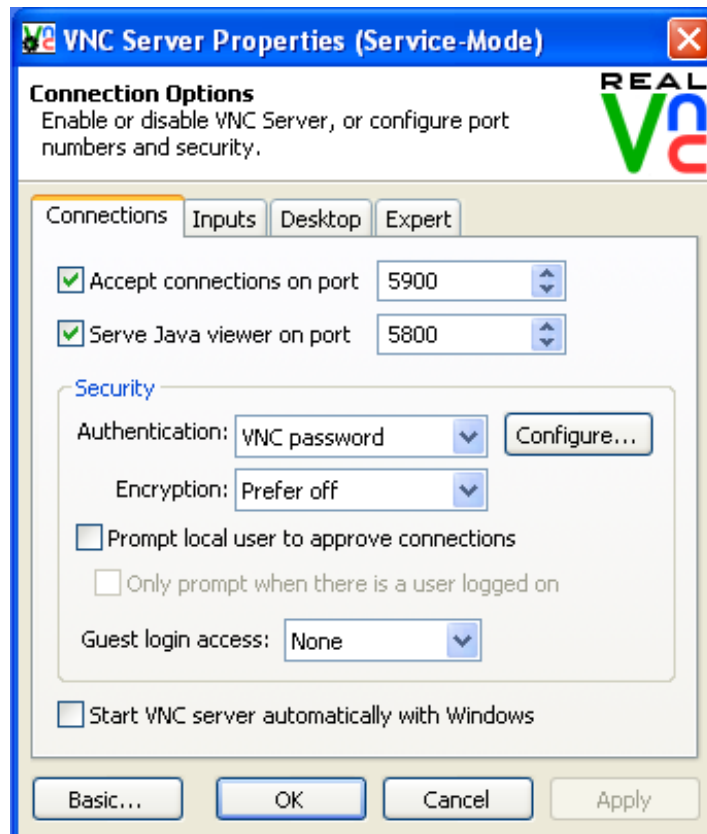 VNC Server Properties (Service-Mode)
Connection Options
Enable or disable VNC Server, or configure port
numbers and security.
REAL
VNC
Connections Inputs Desktop Expert
Accept connections on port 5900
Serve Java viewer on port 5800
Security
Authentication: VNC password Configure...
Encryption: Prefer off
Prompt local user to approve connections
Only prompt when there is a user logged on
Guest login access: None
Start VNC server automatically with Windows
Basic... OK Cancel Apply